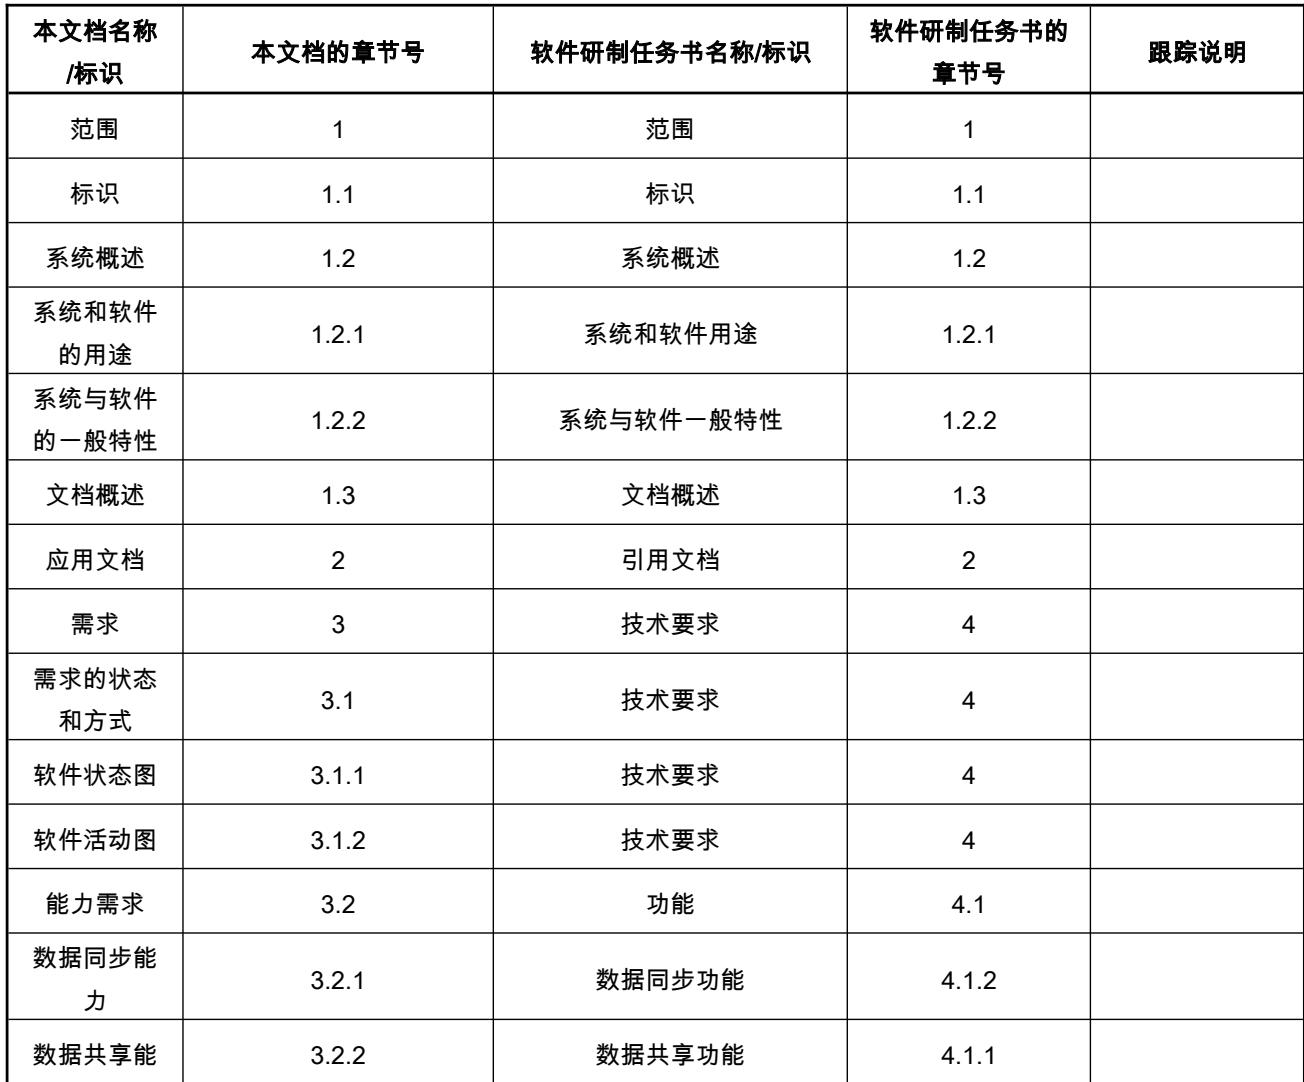 本文档名称/标识 本文档的章节号 软件研制任务书名称/标识 软件研制任务书的章节号 跟踪说明
范围 1 范围 1
标识 1.1 标识 1.1
系统概述 1.2 系统概述 1.2
系统和软件的用途 1.2.1 系统和软件用途 1.2.1
系统与软件的一般特性 1.2.2 系统与软件一般特性 1.2.2
文档概述 1.3 文档概述 1.3
应用文档 2 引用文档 2
需求 3 技术要求 4
需求的状态和方式 3.1 技术要求 4
软件状态图 3.1.1 技术要求 4
软件活动图 3.1.2 技术要求 4
能力需求 3.2 功能 4.1
数据同步能力 3.2.1 数据同步功能 4.1.2
数据共享能 3.2.2 数据共享功能 4.1.1